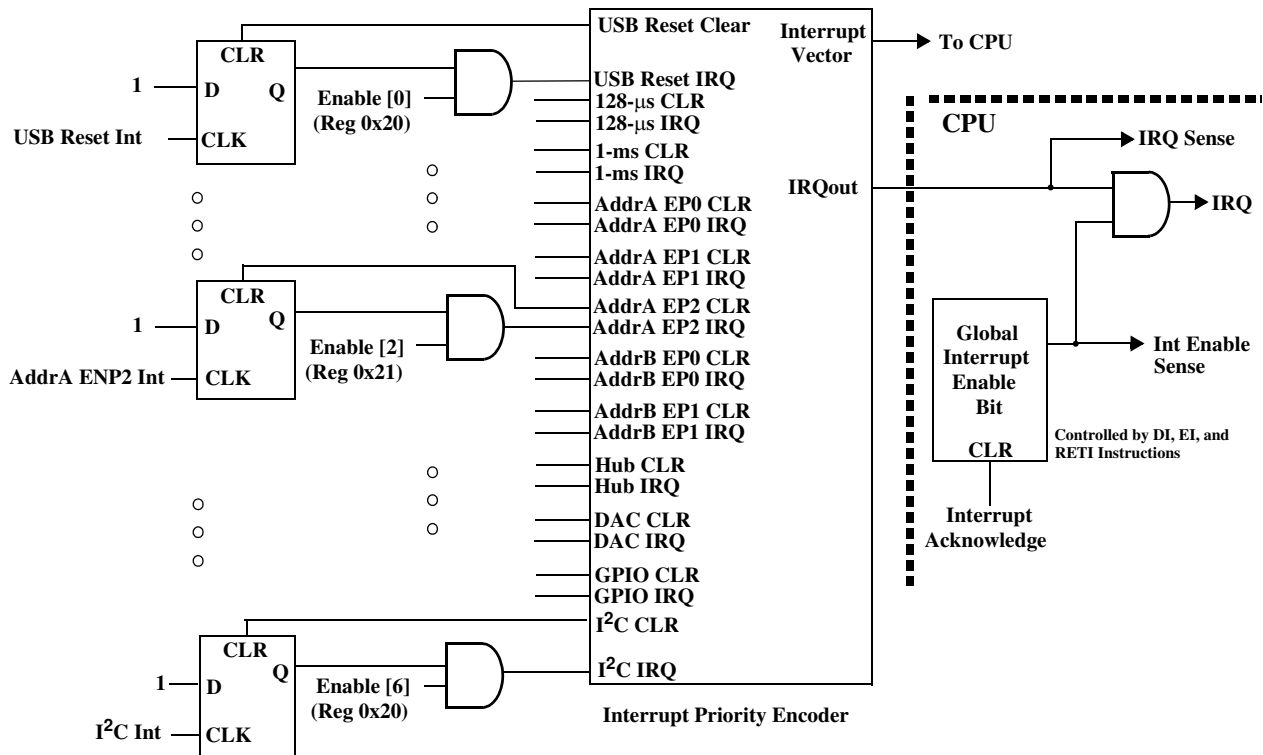 CLR
1
D
Q
USB Reset Int
CLK
Enable [0]
(Reg 0x20)
CLR
1
D
Q
AddrA ENP2 Int
CLK
Enable [2]
(Reg 0x21)
CLR
1
D
Q
I²C Int
CLK
Enable [6]
(Reg 0x20)
USB Reset Clear
USB Reset IRQ
128-μs CLR
128-μs IRQ
1-ms CLR
1-ms IRQ
AddrA EP0 CLR
AddrA EP0 IRQ
AddrA EP1 CLR
AddrA EP1 IRQ
AddrA EP2 CLR
AddrA EP2 IRQ
AddrB EP0 CLR
AddrB EP0 IRQ
AddrB EP1 CLR
AddrB EP1 IRQ
Hub CLR
Hub IRQ
DAC CLR
DAC IRQ
GPIO CLR
GPIO IRQ
I²C CLR
I²C IRQ
Interrupt
Vector
IRQout
Interrupt Priority Encoder
To CPU
CPU
IRQ Sense
IRQ
Global
Interrupt
Enable
Bit
CLR
Int Enable
Sense
Controlled by DI, EI, and
RETI Instructions
Interrupt
Acknowledge